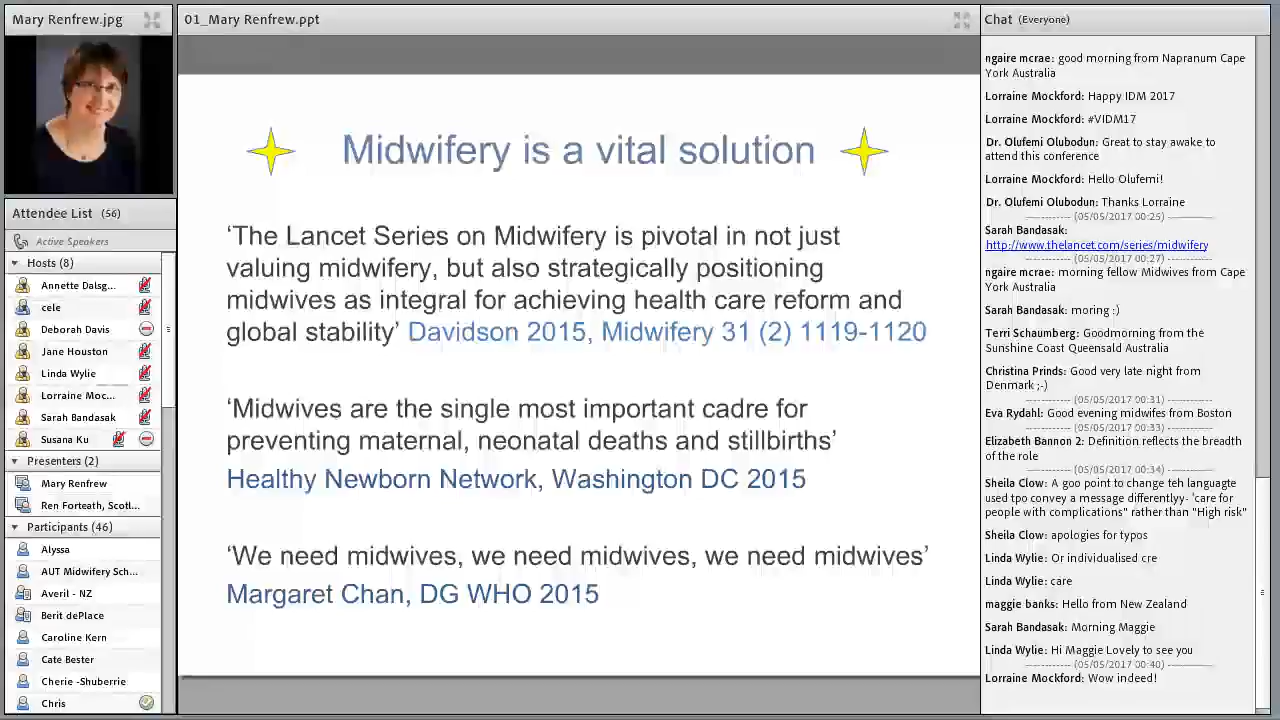 Mary Renfrew.jpg
Attendee List (56)
Active Speakers
Hosts (8)
Annette Dalsg...
cele
Deborah Davis
Jane Houston
Linda Wylie
Lorraine Moc...
Sarah Bandasak
Susana Ku
Presenters (2)
Mary Renfrew
Ren Forteath, Scotl...
Participants (46)
Alyssa
AUT Midwifery Sch...
Averil - NZ
Berit dePlace
Caroline Kern
Cate Bester
Cherie -Shuberrie
Chris
01_Mary Renfrew.ppt
Midwifery is a vital solution
‘The Lancet Series on Midwifery is pivotal in not just
valuing midwifery, but also strategically positioning
midwives as integral for achieving health care reform and
global stability’ Davidson 2015, Midwifery 31 (2) 1119-1120
‘Midwives are the single most important cadre for
preventing maternal, neonatal deaths and stillbirths’
Healthy Newborn Network, Washington DC 2015
‘We need midwives, we need midwives, we need midwives’
Margaret Chan, DG WHO 2015
Chat (Everyone)
ngaire mcrae: good morning from Napranum Cape
York Australia
Lorraine Mockford: Happy IDM 2017
Lorraine Mockford: #VIDM17
Dr. Olufemi Olubodun: Great to stay awake to
attend this conference
Lorraine Mockford: Hello Olufemi!
Dr. Olufemi Olubodun: Thanks Lorraine
(05/05/2017 00:25)
Sarah Bandasak:
http://www.thelancet.com/series/midwifery
(05/05/2017 00:27)
ngaire mcrae: morning fellow Midwives from Cape
York Australia
Sarah Bandasak: moring :)
Terri Schaumberg: Goodmorning from the
Sunshine Coast Queensald Australia
Christina Prinds: Good very late night from
Denmark ;-)
(05/05/2017 00:31)
Eva Rydahl: Good evening midwifes from Boston
(05/05/2017 00:33)
Elizabeth Bannon 2: Definition reflects the breadth
of the role
(05/05/2017 00:34)
Sheila Clow: A goo point to change teh languagte
used tpo convey a message differentlyy- 'care for
people with complications" rather than "High risk"
Sheila Clow: apologies for typos
Linda Wylie: Or individualised cre
Linda Wylie: care
maggie banks: Hello from New Zealand
Sarah Bandasak: Morning Maggie
Linda Wylie: Hi Maggie Lovely to see you
(05/05/2017 00:40)
Lorraine Mockford: Wow indeed!